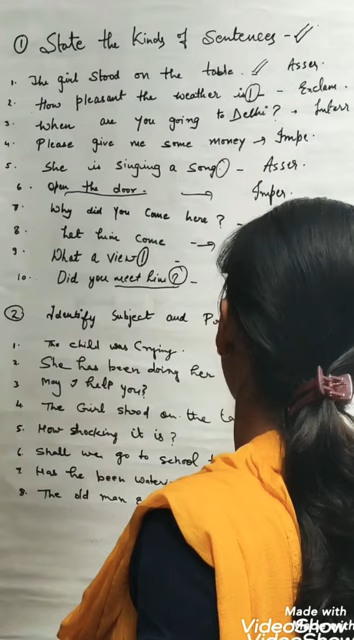 ① State the Kinds of Sentences -
1. The girl stood on the table. Asser.
2. How pleasant the weather is! - Exclam.
3. When are you going to Delhi? - Interr
4. Please give me some money → Impe.
5. She is singing a song. - Asser.
6. Open the door. → Imper.
7. Why did you come here? -
8. Let him come →
9. What a view! -
10. Did you meet him? -
② Identify Subject and
1. The child was Crying.
2. She has been doing her
3. May I help you?
4. The Girl stood on the
5. How shocking it is?
6. Shall we go to school
7. Has he been
8. The old man
Made with
VideoShow
Made with
VideoShow